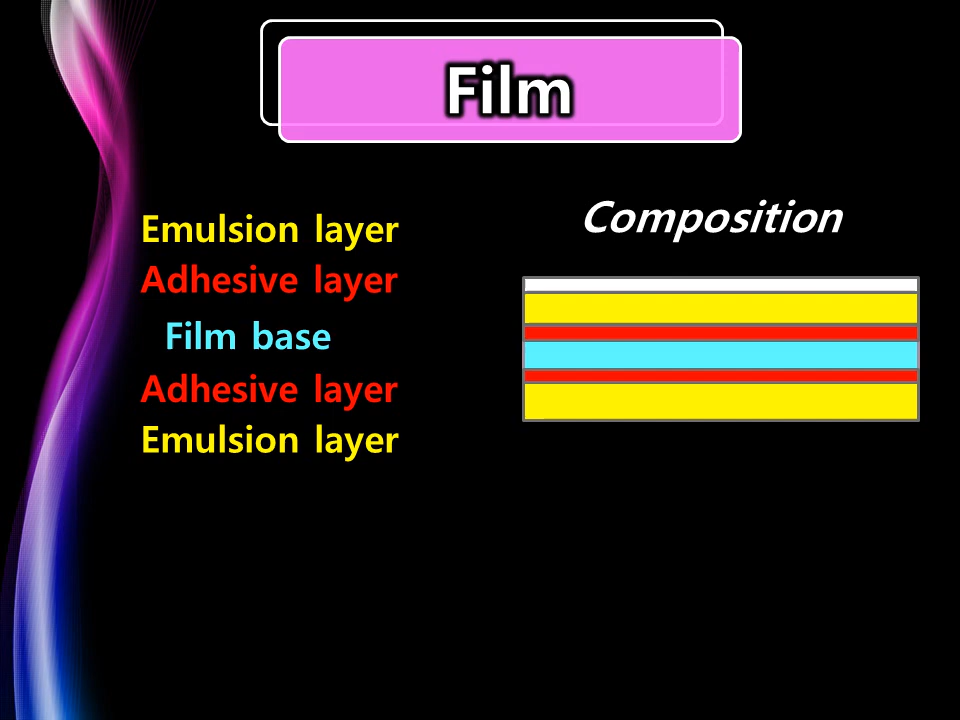 Film
Emulsion layer
Adhesive layer
Film base
Adhesive layer
Emulsion layer
Composition